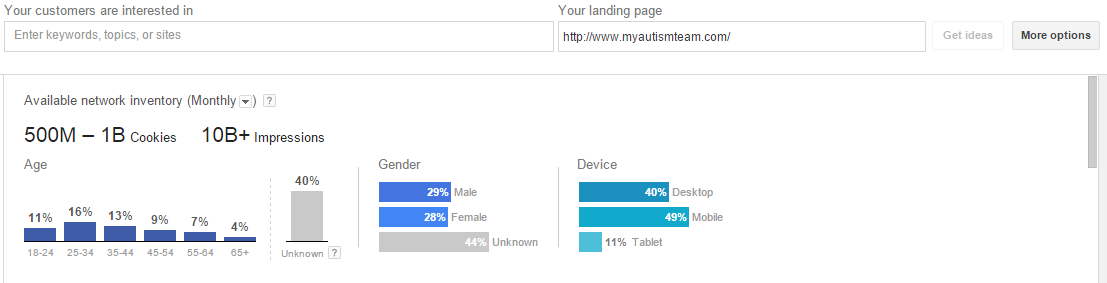 Your customers are interested in
Your landing page
Enter keywords, topics, or sites
http://www.myautismteam.com/
Get ideas
More options
Available network inventory (Monthly ) ?
500M – 1B Cookies 10B+ Impressions
Age
11% 16% 13% 9% 7% 4% 40%
18-24 25-34 35-44 45-54 55-64 65+ Unknown ?
Gender
29% Male
28% Female
44% Unknown
Device
40% Desktop
49% Mobile
11% Tablet